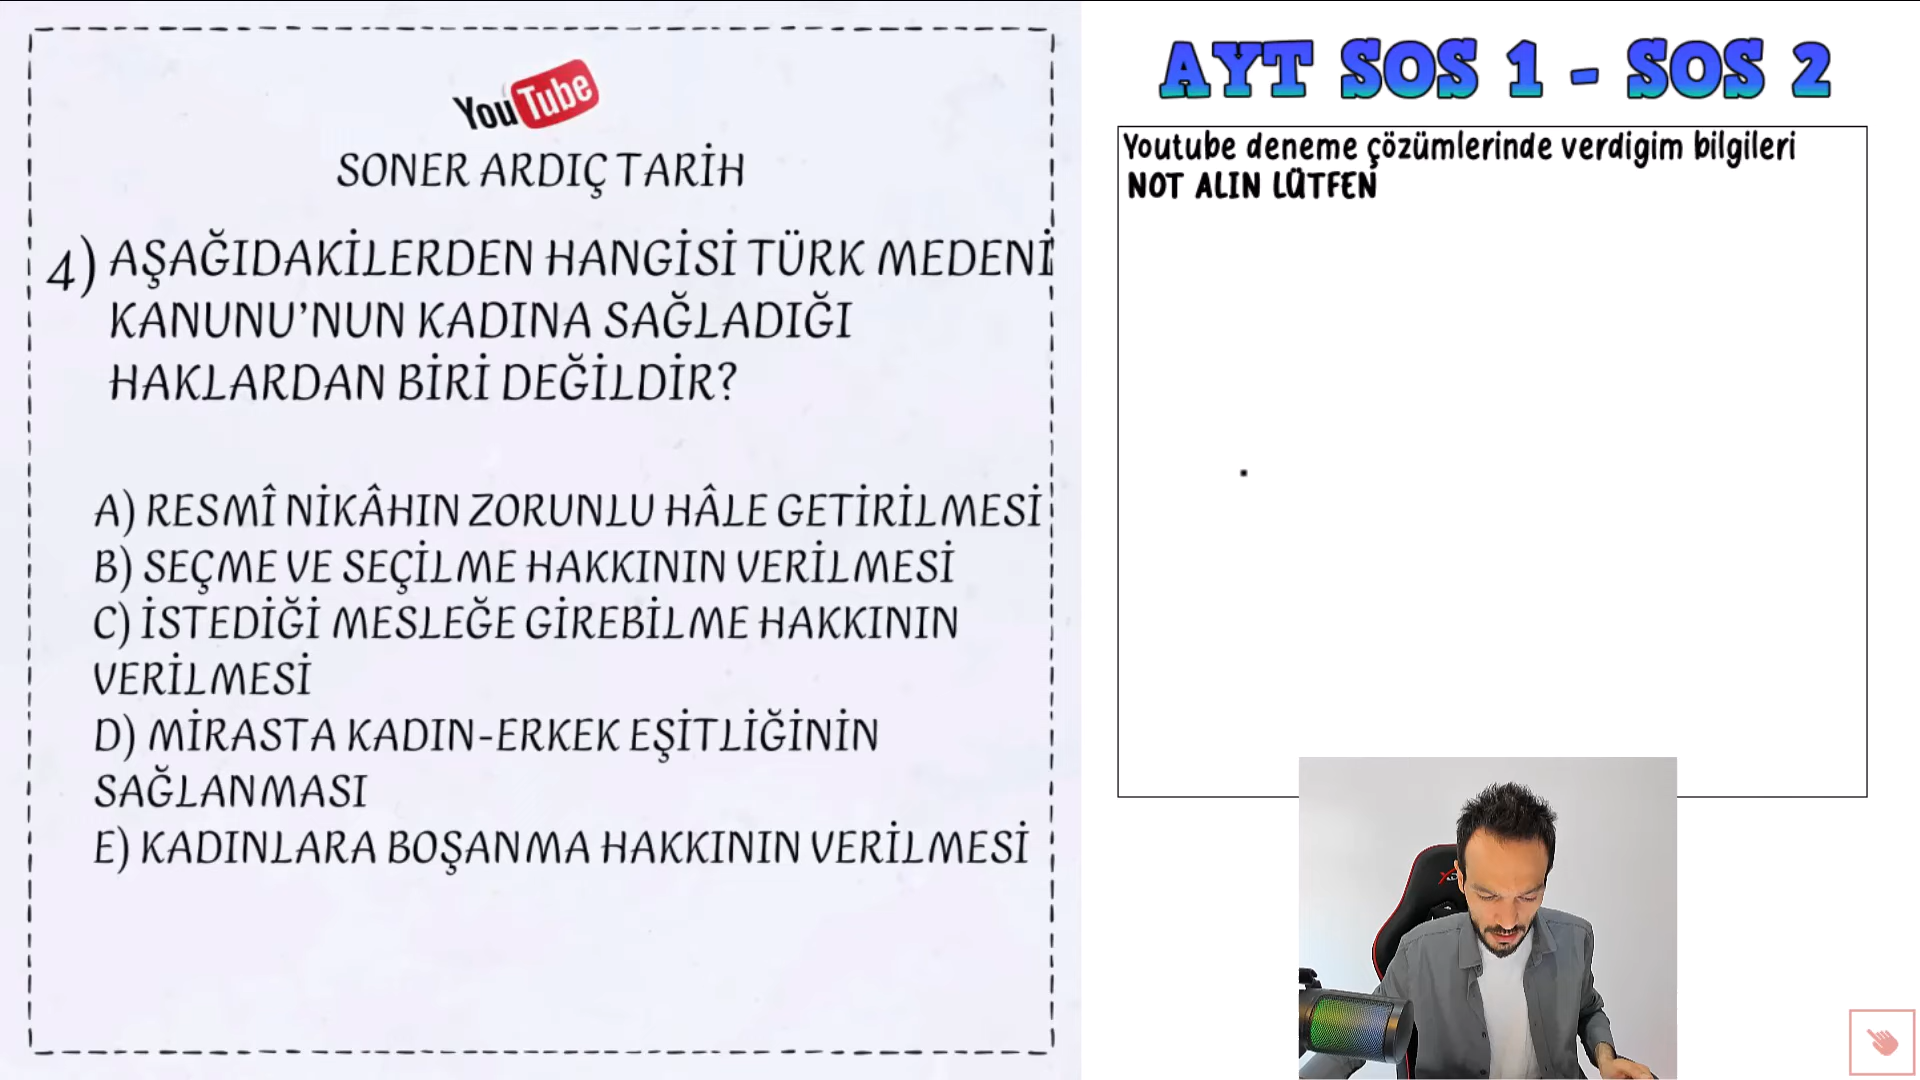 YouTube
SONER ARDIÇ TARİH
4) AŞAĞIDAKİLERDEN HANGİSİ TÜRK MEDENİ
KANUNU'NUN KADINA SAĞLADIĞI
HAKLARDAN BİRİ DEĞİLDİR?
A) RESMÎ NİKÂHIN ZORUNLU HÂLE GETİRİLMESİ
B) SEÇME VE SEÇİLME HAKKININ VERİLMESİ
C) İSTEDİĞİ MESLEĞE GİREBİLME HAKKININ
VERİLMESİ
D) MİRASTA KADIN-ERKEK EŞİTLİĞİNİN
SAĞLANMASI
E) KADINLARA BOŞANMA HAKKININ VERİLMESİ
AYT SOS 1 - SOS 2
Youtube deneme çözümlerinde verdigim bilgileri
NOT ALIN LÜTFEN